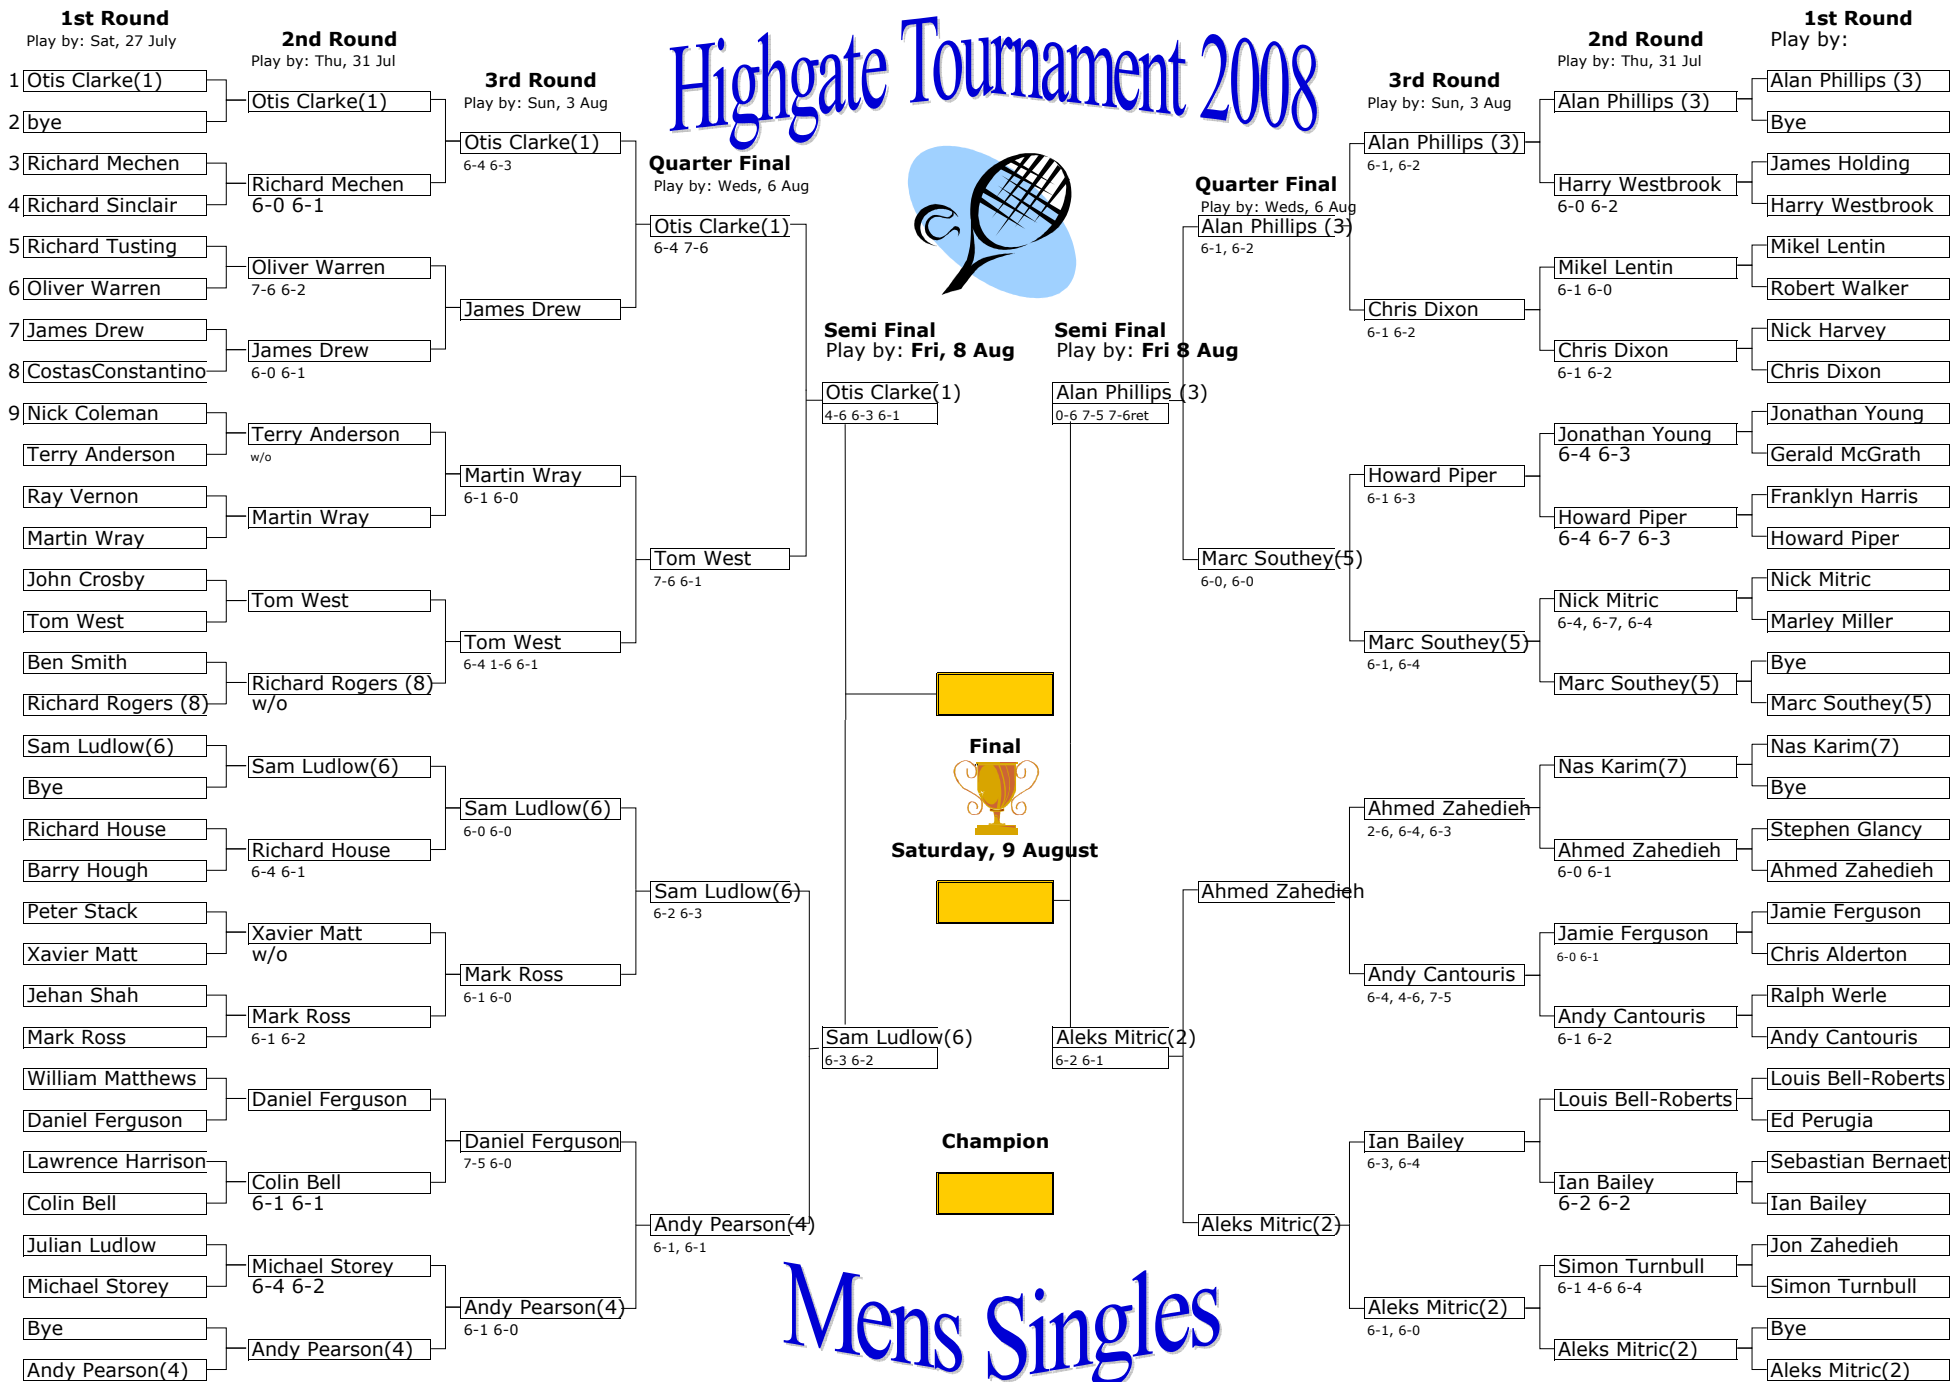 Highgate Tournament 2008
1st Round
Play by: Sat, 27 July
1 Otis Clarke(1)
2 bye
3 Richard Mechen
4 Richard Sinclair
5 Richard Tusting
6 Oliver Warren
7 James Drew
8 CostasConstantino
9 Nick Coleman
Terry Anderson
Ray Vernon
Martin Wray
John Crosby
Tom West
Ben Smith
Richard Rogers (8)
Sam Ludlow(6)
Bye
Richard House
Barry Hough
Peter Stack
Xavier Matt
Jehan Shah
Mark Ross
William Matthews
Daniel Ferguson
Lawrence Harrison
Colin Bell
Julian Ludlow
Michael Storey
Bye
Andy Pearson(4)
2nd Round
Play by: Thu, 31 Jul
Otis Clarke(1)
Richard Mechen
6-0 6-1
Oliver Warren
7-6 6-2
James Drew
6-0 6-1
Terry Anderson
w/o
Martin Wray
Tom West
Richard Rogers (8)
w/o
Sam Ludlow(6)
Richard House
6-4 6-1
Xavier Matt
w/o
Mark Ross
6-1 6-2
Daniel Ferguson
Colin Bell
6-1 6-1
Michael Storey
6-4 6-2
Andy Pearson(4)
3rd Round
Play by: Sun, 3 Aug
Otis Clarke(1)
6-4 6-3
James Drew
Martin Wray
6-1 6-0
Tom West
6-4 1-6 6-1
Sam Ludlow(6)
6-0 6-0
Mark Ross
6-1 6-0
Daniel Ferguson
7-5 6-0
Andy Pearson(4)
6-1 6-0
Quarter Final
Play by: Weds, 6 Aug
Otis Clarke(1)
6-4 7-6
Tom West
7-6 6-1
Sam Ludlow(6)
6-2 6-3
Andy Pearson(4)
6-1, 6-1
Semi Final
Play by: Fri, 8 Aug
Otis Clarke(1)
4-6 6-3 6-1
Sam Ludlow(6)
6-3 6-2
Final
Saturday, 9 August
Champion
Semi Final
Play by: Fri 8 Aug
Alan Phillips (3)
0-6 7-5 7-6ret
Aleks Mitric(2)
6-2 6-1
Quarter Final
Play by: Weds, 6 Aug
Alan Phillips (3)
6-1, 6-2
Marc Southey(5)
6-0, 6-0
Ahmed Zahedieh
Aleks Mitric(2)
3rd Round
Play by: Sun, 3 Aug
Alan Phillips (3)
6-1, 6-2
Chris Dixon
6-1 6-2
Howard Piper
6-1 6-3
Marc Southey(5)
6-1, 6-4
Ahmed Zahedieh
2-6, 6-4, 6-3
Andy Cantouris
6-4, 4-6, 7-5
Ian Bailey
6-3, 6-4
Aleks Mitric(2)
6-1, 6-0
2nd Round
Play by: Thu, 31 Jul
Alan Phillips (3)
Harry Westbrook
6-0 6-2
Mikel Lentin
6-1 6-0
Chris Dixon
6-1 6-2
Jonathan Young
6-4 6-3
Howard Piper
6-4 6-7 6-3
Nick Mitric
6-4, 6-7, 6-4
Marc Southey(5)
Nas Karim(7)
Ahmed Zahedieh
6-0 6-1
Jamie Ferguson
6-0 6-1
Andy Cantouris
6-1 6-2
Louis Bell-Roberts
Ian Bailey
6-2 6-2
Simon Turnbull
6-1 4-6 6-4
Aleks Mitric(2)
1st Round
Play by:
Alan Phillips (3)
Bye
James Holding
Harry Westbrook
Mikel Lentin
Robert Walker
Nick Harvey
Chris Dixon
Jonathan Young
Gerald McGrath
Franklyn Harris
Howard Piper
Nick Mitric
Marley Miller
Bye
Marc Southey(5)
Nas Karim(7)
Bye
Stephen Glancy
Ahmed Zahedieh
Jamie Ferguson
Chris Alderton
Ralph Werle
Andy Cantouris
Louis Bell-Roberts
Ed Perugia
Sebastian Bernaet
Ian Bailey
Jon Zahedieh
Simon Turnbull
Bye
Aleks Mitric(2)
Mens Singles